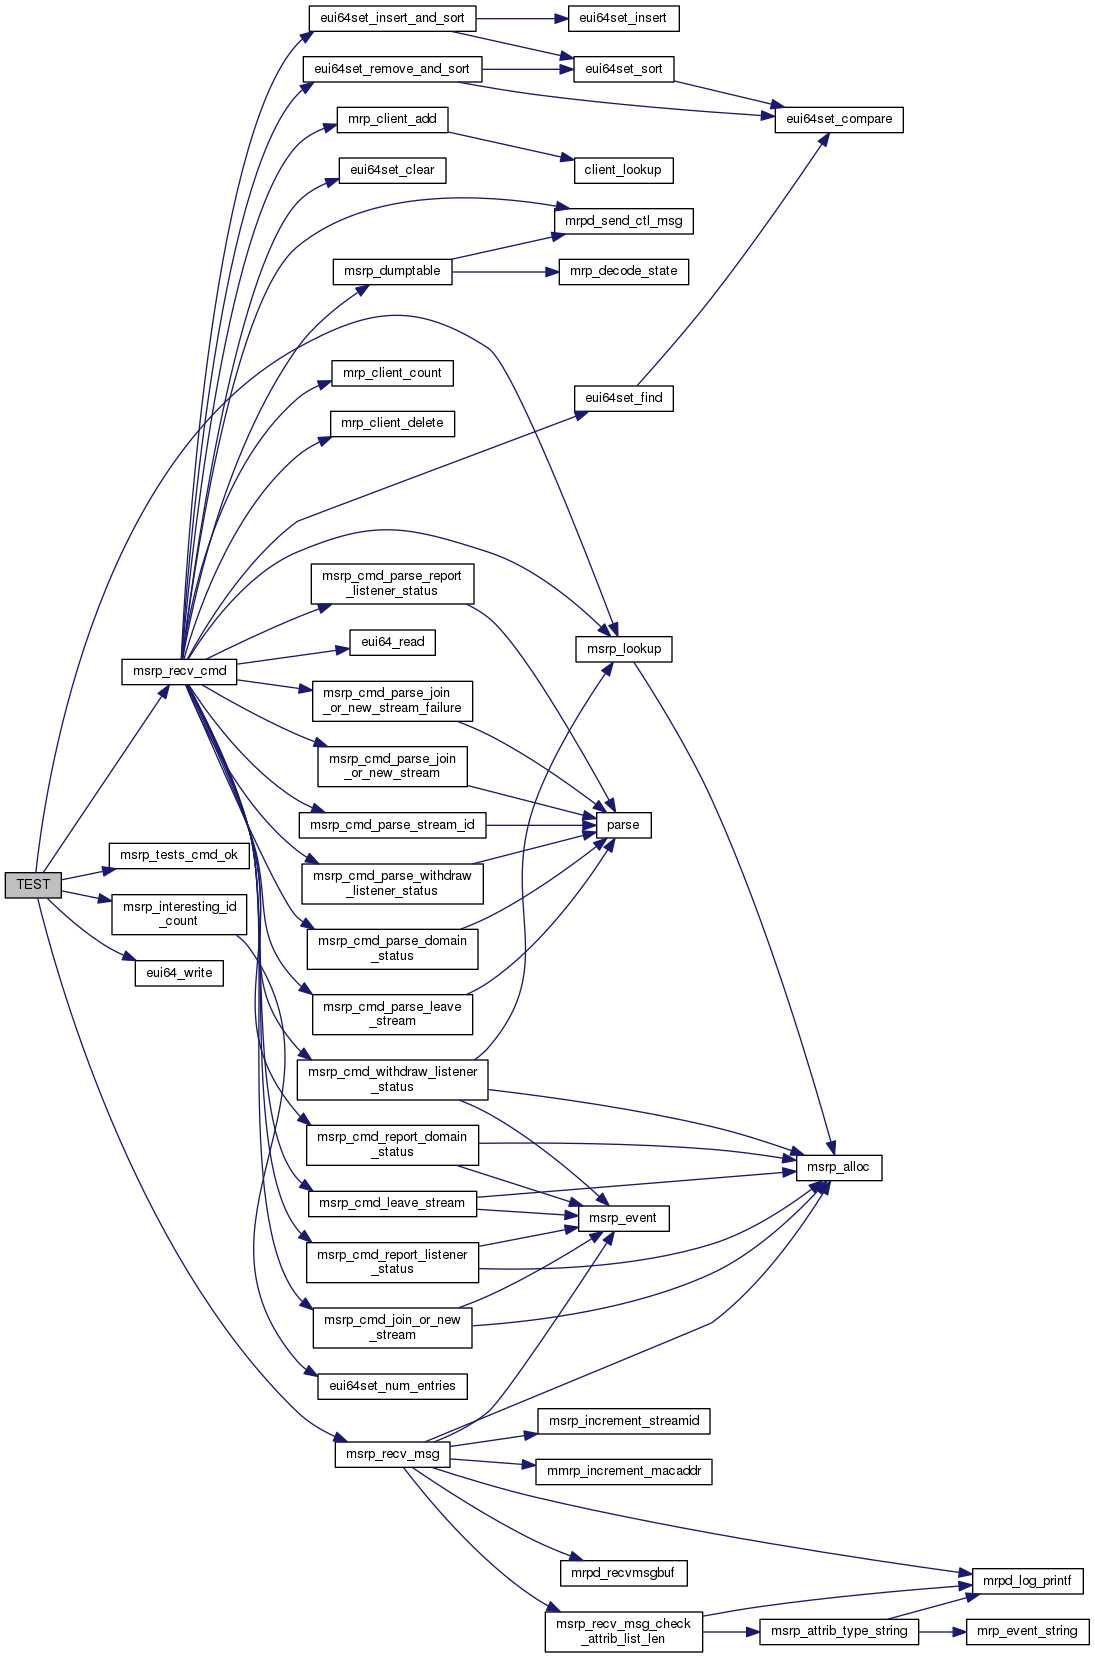 eui64set_insert_and_sort
eui64set_insert
eui64set_remove_and_sort
eui64set_sort
mrp_client_add
eui64set_compare
eui64set_clear
client_lookup
mrpd_send_ctl_msg
msrp_dumptable
mrp_decode_state
mrp_client_count
eui64set_find
mrp_client_delete
msrp_cmd_parse_report
_listener_status
eui64_read
msrp_lookup
msrp_recv_cmd
msrp_cmd_parse_join
_or_new_stream_failure
msrp_cmd_parse_join
_or_new_stream
msrp_cmd_parse_stream_id
parse
msrp_tests_cmd_ok
TEST
msrp_cmd_parse_withdraw
_listener_status
msrp_interesting_id
_count
msrp_cmd_parse_domain
_status
eui64_write
msrp_cmd_parse_leave
_stream
msrp_cmd_withdraw_listener
_status
msrp_cmd_report_domain
_status
msrp_alloc
msrp_cmd_leave_stream
msrp_event
msrp_cmd_report_listener
_status
msrp_cmd_join_or_new
_stream
eui64set_num_entries
msrp_increment_streamid
msrp_recv_msg
mmrp_increment_macaddr
mrpd_recvmsgbuf
mrpd_log_printf
msrp_recv_msg_check
_attrib_list_len
msrp_attrib_type_string
mrp_event_string